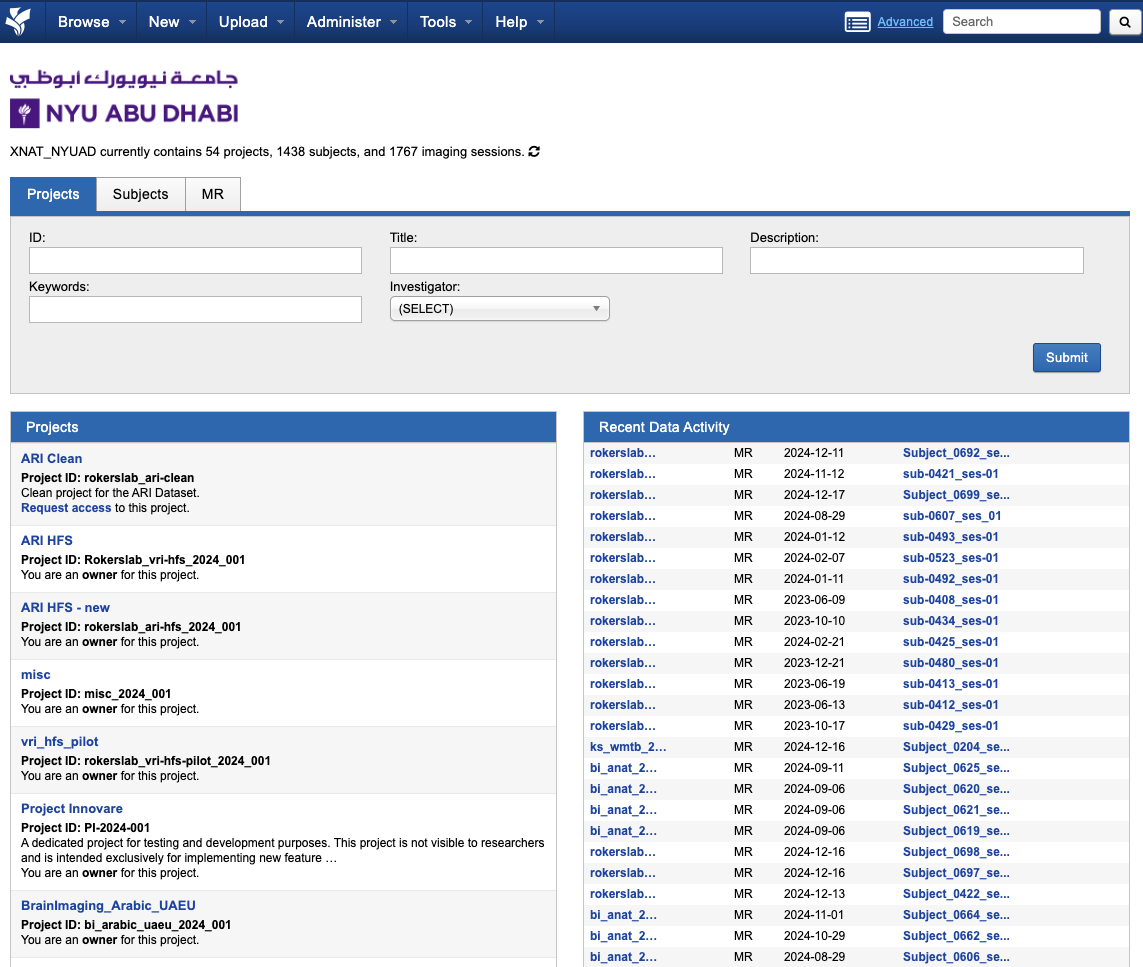 Browse New Upload Administer Tools Help Advanced Search
جامعة نيويورك أبوظبي
NYU ABU DHABI
XNAT_NYUAD currently contains 54 projects, 1438 subjects, and 1767 imaging sessions.
Projects Subjects MR
ID: Title: Description:
Keywords: Investigator:
(SELECT)
Submit
Projects
ARI Clean
Project ID: rokerslab_ari-clean
Clean project for the ARI Dataset.
Request access to this project.
ARI HFS
Project ID: Rokerslab_vri-hfs_2024_001
You are an owner for this project.
ARI HFS - new
Project ID: rokerslab_ari-hfs_2024_001
You are an owner for this project.
misc
Project ID: misc_2024_001
You are an owner for this project.
vri_hfs_pilot
Project ID: rokerslab_vri-hfs-pilot_2024_001
You are an owner for this project.
Project Innovare
Project ID: PI-2024-001
A dedicated project for testing and development purposes. This project is not visible to researchers
and is intended exclusively for implementing new feature …
You are an owner for this project.
BrainImaging_Arabic_UAEU
Project ID: bi_arabic_uaeu_2024_001
You are an owner for this project.
Recent Data Activity
rokerslab... MR 2024-12-11 Subject_0692_se...
rokerslab... MR 2024-11-12 sub-0421_ses-01
rokerslab... MR 2024-12-17 Subject_0699_se...
rokerslab... MR 2024-08-29 sub-0607_ses_01
rokerslab... MR 2024-01-12 sub-0493_ses-01
rokerslab... MR 2024-02-07 sub-0523_ses-01
rokerslab... MR 2024-01-11 sub-0492_ses-01
rokerslab... MR 2023-06-09 sub-0408_ses-01
rokerslab... MR 2023-10-10 sub-0434_ses-01
rokerslab... MR 2024-02-21 sub-0425_ses-01
rokerslab... MR 2023-12-21 sub-0480_ses-01
rokerslab... MR 2023-06-19 sub-0413_ses-01
rokerslab... MR 2023-06-13 sub-0412_ses-01
rokerslab... MR 2023-10-17 sub-0429_ses-01
ks_wmtb_2... MR 2024-12-16 Subject_0204_se...
bi_anat_2... MR 2024-09-11 Subject_0625_se...
bi_anat_2... MR 2024-09-06 Subject_0620_se...
bi_anat_2... MR 2024-09-06 Subject_0621_se...
bi_anat_2... MR 2024-09-06 Subject_0619_se...
rokerslab... MR 2024-12-16 Subject_0698_se...
rokerslab... MR 2024-12-16 Subject_0697_se...
rokerslab... MR 2024-12-13 Subject_0422_se...
bi_anat_2... MR 2024-11-01 Subject_0664_se...
bi_anat_2... MR 2024-10-29 Subject_0662_se...
bi_anat_2... MR 2024-08-29 Subject_0606_se...